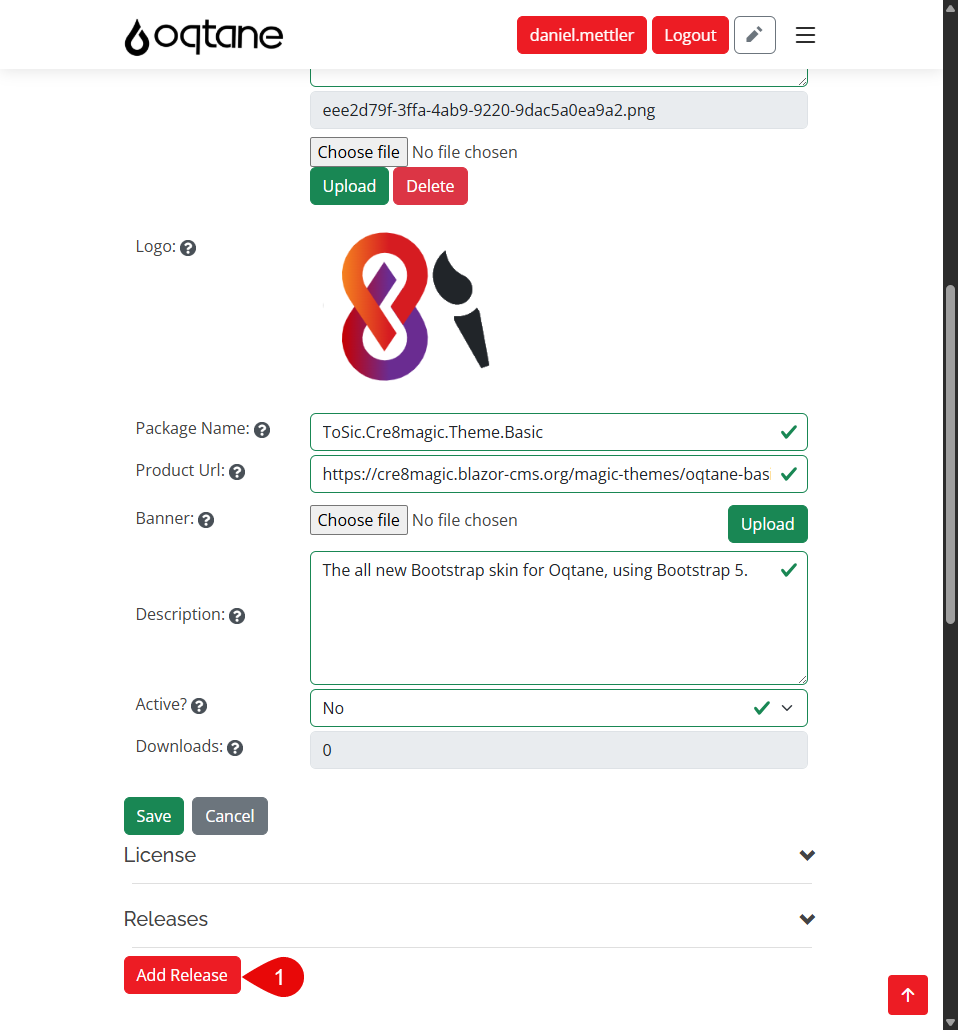 oqtane
daniel.mettler
Logout
eee2d79f-3ffa-4ab9-9220-9dac5a0ea9a2.png
Choose file No file chosen
Upload
Delete
Logo: ?
Package Name: ?
ToSic.Cre8magic.Theme.Basic
Product Url: ?
https://cre8magic.blazor-cms.org/magic-themes/oqtane-bas
Banner: ?
Choose file No file chosen
Upload
Description: ?
The all new Bootstrap skin for Oqtane, using Bootstrap 5.
Active? ?
No
Downloads: ?
0
Save
Cancel
License
Releases
Add Release
1